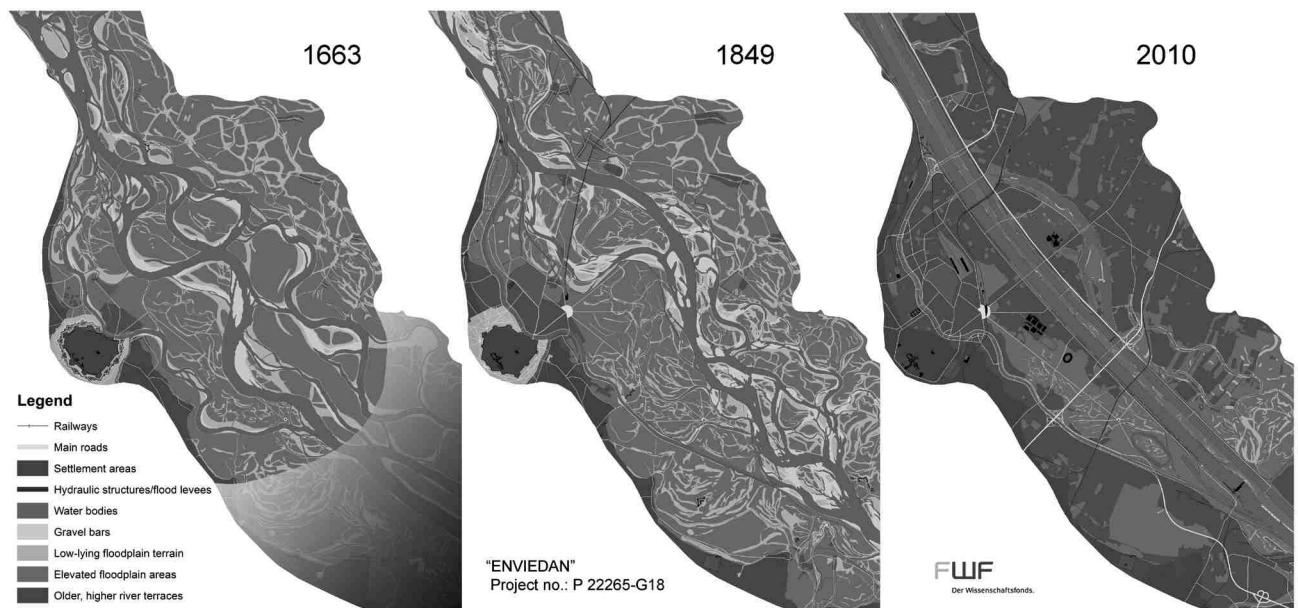 1663
1849
2010
Legend
Railways
Main roads
Settlement areas
Hydraulic structures/flood levees
Water bodies
Gravel bars
Low-lying floodplain terrain
Elevated floodplain areas
Older, higher river terraces
"ENVIEDAN"
Project no.: P 22265-G18
FWF
Der Wissenschaftsfonds.